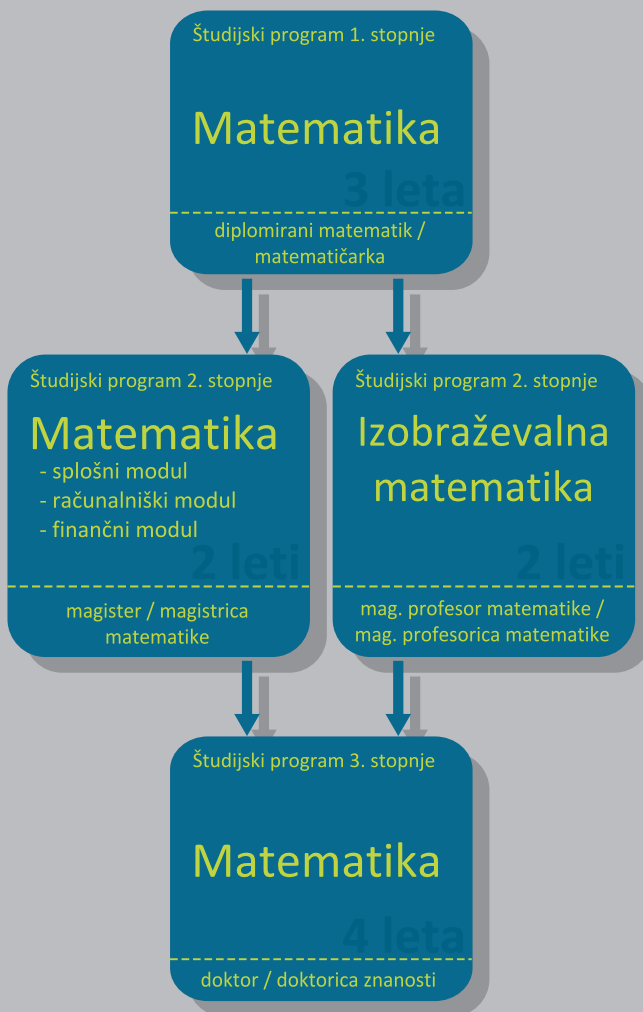 Študijski program 1. stopnje
Matematika
3 leta
diplomirani matematik /
matematičarka
Študijski program 2. stopnje
Matematika
- splošni modul
- računalniški modul
- finančni modul
2 leti
magister / magistrica
matematike
Študijski program 2. stopnje
Izobraževalna
matematika
2 leti
mag. profesor matematike /
mag. profesorica matematike
Študijski program 3. stopnje
Matematika
4 leta
doktor / doktorica znanosti